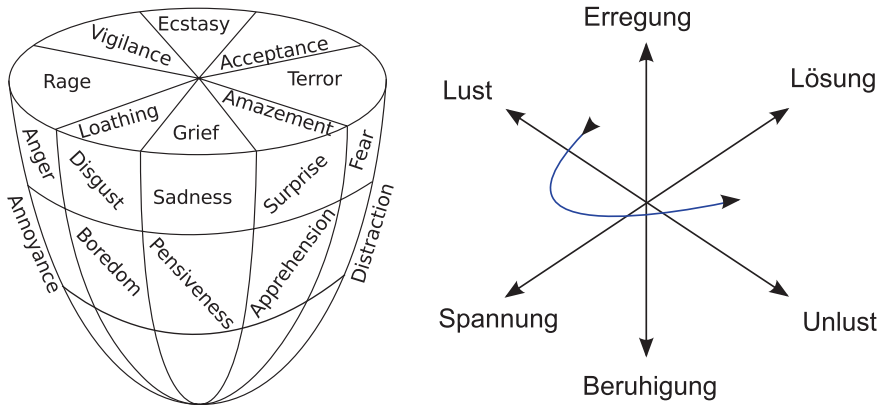 Ecstasy
Vigilance
Acceptance
Rage
Terror
Loathing
Amazement
Grief
Anger
Disgust
Sadness
Surprise
Fear
Annoyance
Boredom
Pensiveness
Apprehension
Distraction
Erregung
Lust
Lösung
Spannung
Unlust
Beruhigung